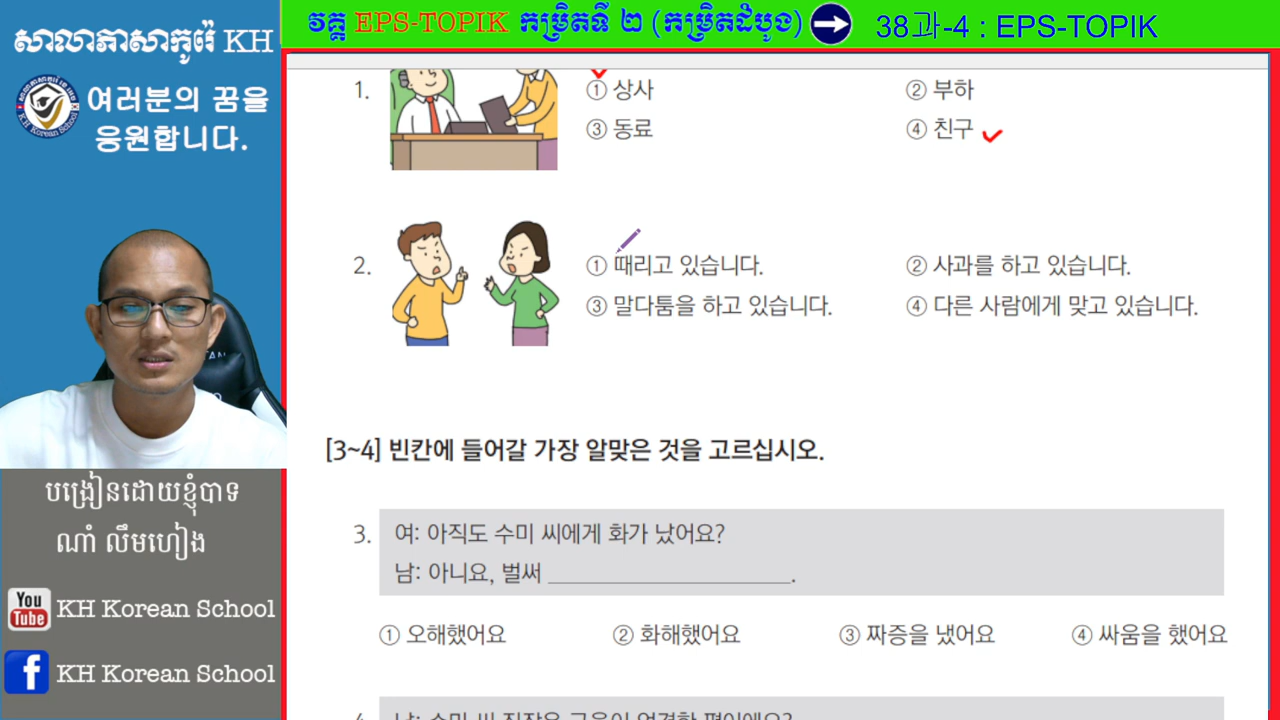 សាលាភាសាកូរ៉េ KH
여러분의 꿈을
응원합니다.
វគ្គ EPS-TOPIK កម្រិតទី ២ (កម្រិតដំបូង)
38과-4 : EPS-TOPIK
1.
① 상사
② 부하
③ 동료
④ 친구
2.
① 때리고 있습니다.
② 사과를 하고 있습니다.
③ 말다툼을 하고 있습니다.
④ 다른 사람에게 맞고 있습니다.
[3~4] 빈칸에 들어갈 가장 알맞은 것을 고르십시오.
3.
여: 아직도 수미 씨에게 화가 났어요?
남: 아니요, 벌써 ____________________.
① 오해했어요
② 화해했어요
③ 짜증을 냈어요
④ 싸움을 했어요
បង្រៀនដោយខ្ញុំបាទ
ណាំ លឹមហៀង
You Tube KH Korean School
f KH Korean School